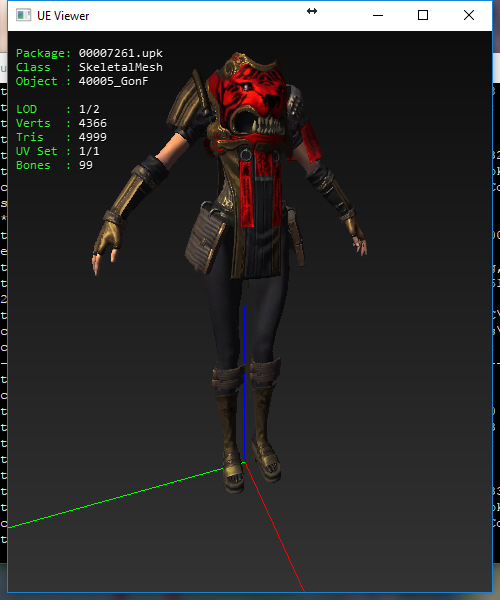 UE Viewer
Package: 00007261.upk
Class : SkeletalMesh
Object : 40005_GonF
LOD : 1/2
Verts : 4366
Tris : 4999
UV Set : 1/1
Bones : 99